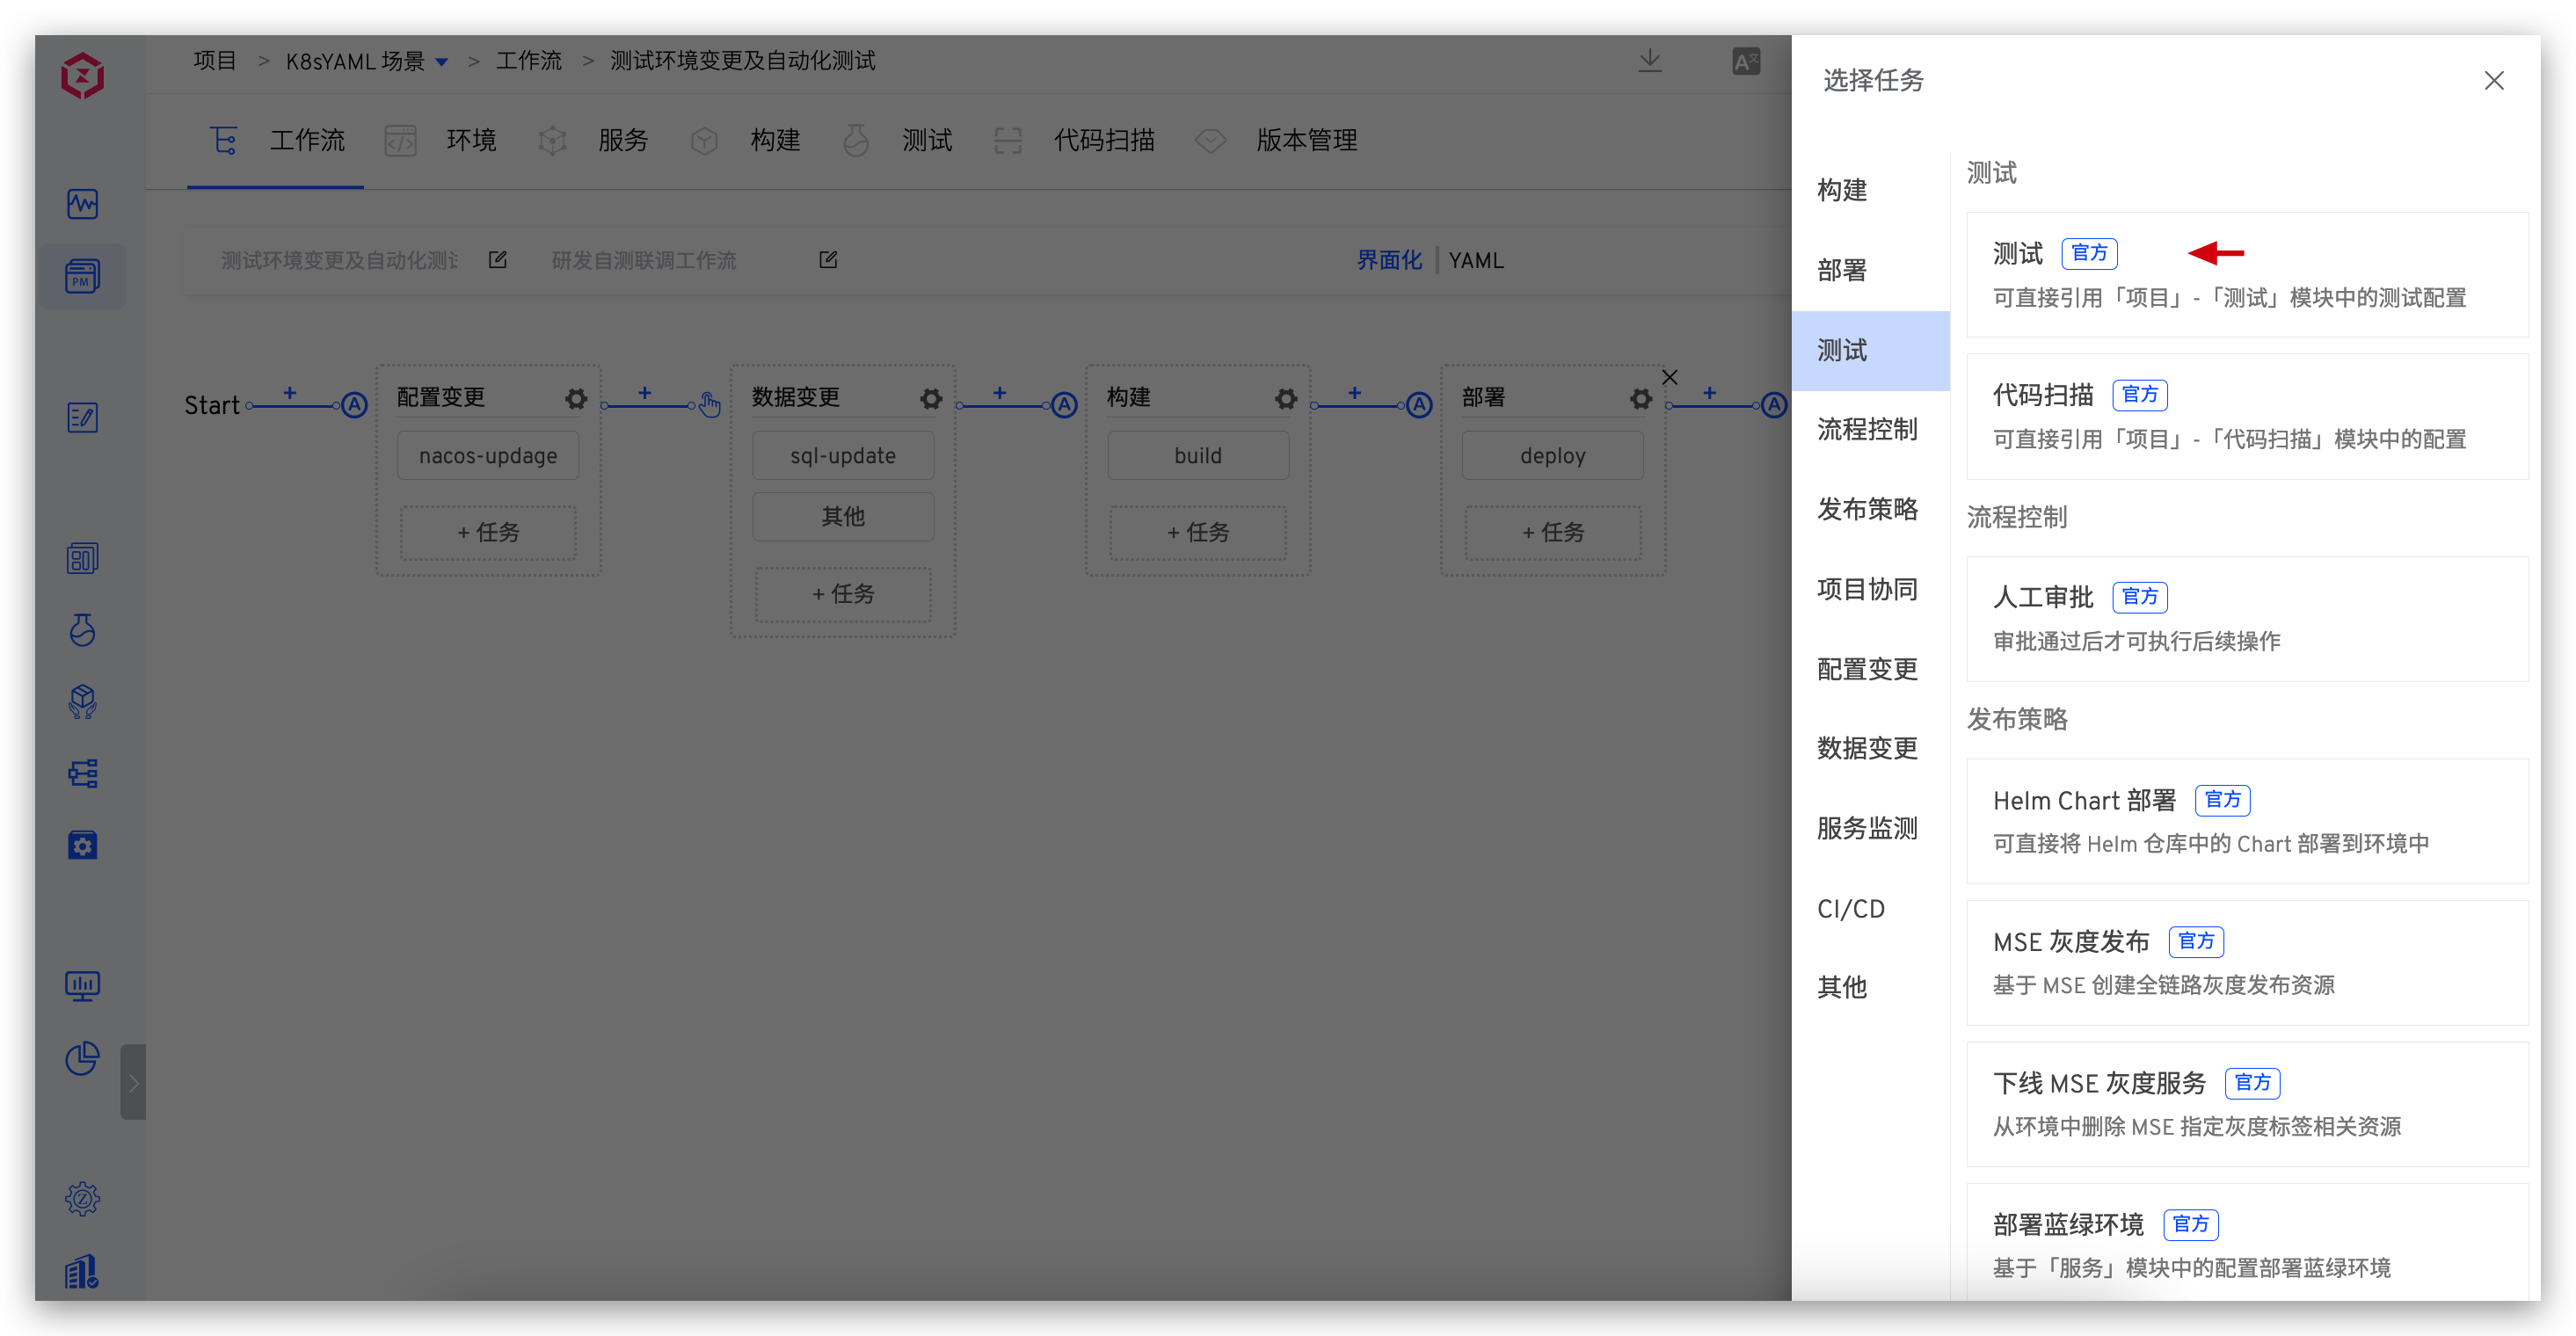 项目 > K8sYAML 场景 > 工作流 > 测试环境变更及自动化测试
工作流 环境 服务 构建 测试 代码扫描 版本管理
测试环境变更及自动化测 研发自测联调工作流 界面化 YAML
Start
配置变更
nacos-updage
+ 任务
数据变更
sql-update
其他
+ 任务
构建
build
+ 任务
部署
deploy
+ 任务
PM
选择任务
构建
部署
测试
流程控制
发布策略
项目协同
配置变更
数据变更
服务监测
CI/CD
其他
测试
测试 官方
可直接引用「项目」-「测试」模块中的测试配置
代码扫描 官方
可直接引用「项目」-「代码扫描」模块中的配置
流程控制
人工审批 官方
审批通过后才可执行后续操作
发布策略
Helm Chart 部署 官方
可直接将 Helm 仓库中的 Chart 部署到环境中
MSE 灰度发布 官方
基于 MSE 创建全链路灰度发布资源
下线 MSE 灰度服务 官方
从环境中删除 MSE 指定灰度标签相关资源
部署蓝绿环境 官方
基于「服务」模块中的配置部署蓝绿环境